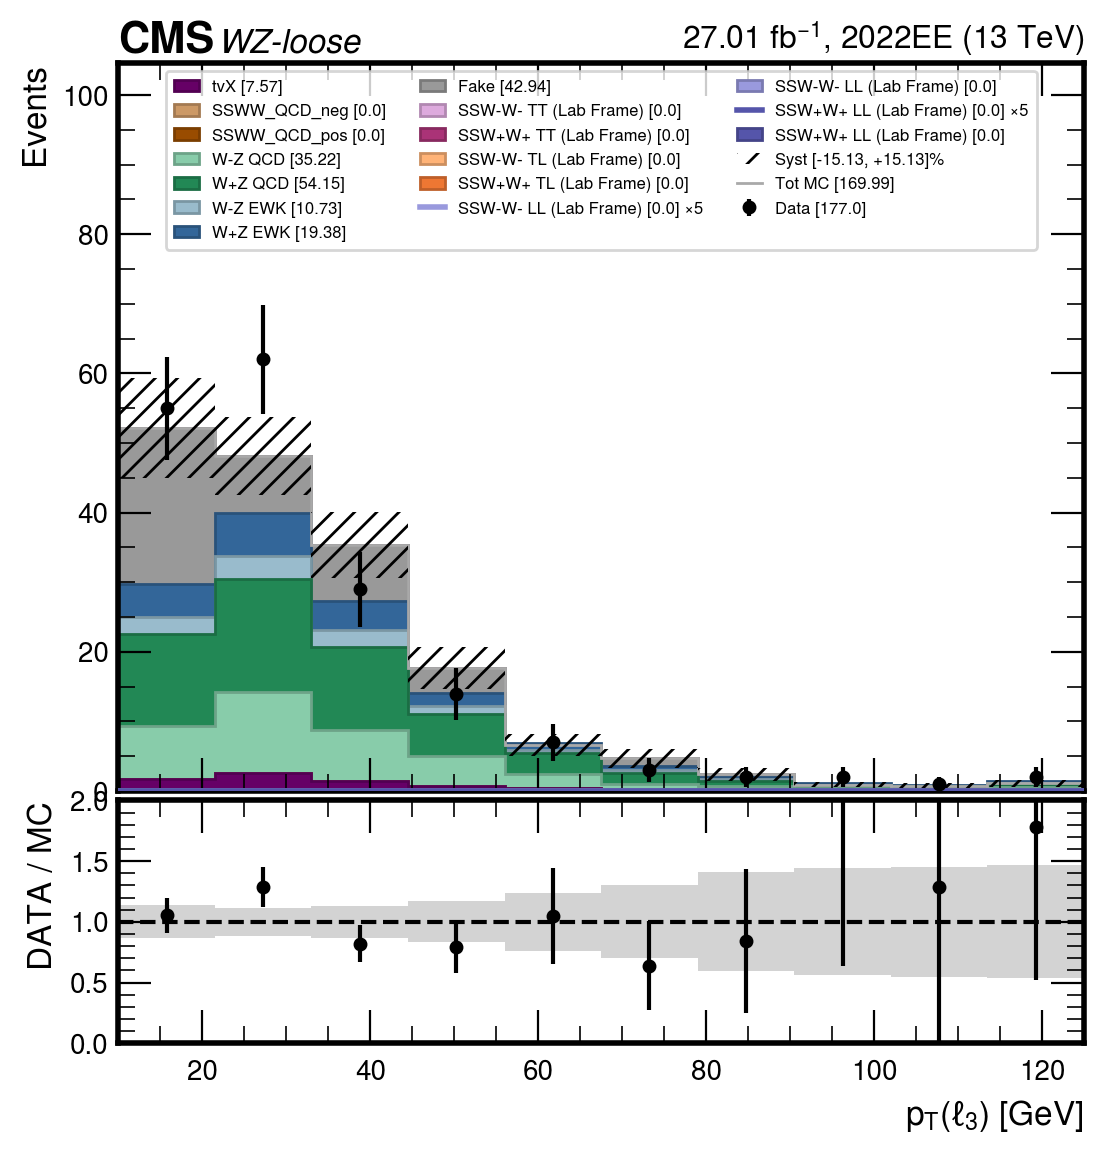 CMS WZ-loose 27.01 fb⁻¹, 2022EE (13 TeV)
Events
100
80
60
40
20
0
tvX [7.57]
SSWW_QCD_neg [0.0]
SSWW_QCD_pos [0.0]
W-Z QCD [35.22]
W+Z QCD [54.15]
W-Z EWK [10.73]
W+Z EWK [19.38]
Fake [42.94]
SSW-W- TT (Lab Frame) [0.0]
SSW+W+ TT (Lab Frame) [0.0]
SSW-W- TL (Lab Frame) [0.0]
SSW+W+ TL (Lab Frame) [0.0]
SSW-W- LL (Lab Frame) [0.0] ×5
SSW-W- LL (Lab Frame) [0.0]
SSW+W+ LL (Lab Frame) [0.0] ×5
SSW+W+ LL (Lab Frame) [0.0]
Syst [-15.13, +15.13]%
Tot MC [169.99]
Data [177.0]
DATA / MC
2.0
1.5
1.0
0.5
0.0
20 40 60 80 100 120
p_T(ℓ₃) [GeV]